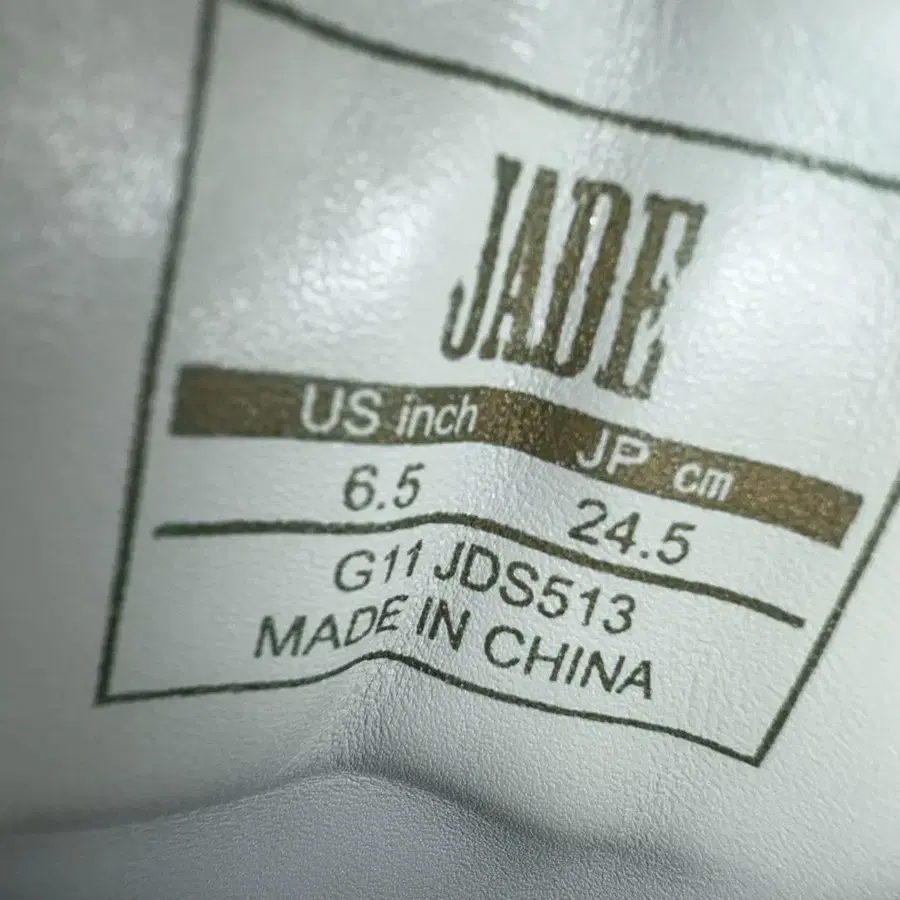 JADE
US inch JP cm
6.5 24.5
G11 JDS513
MADE IN CHINA